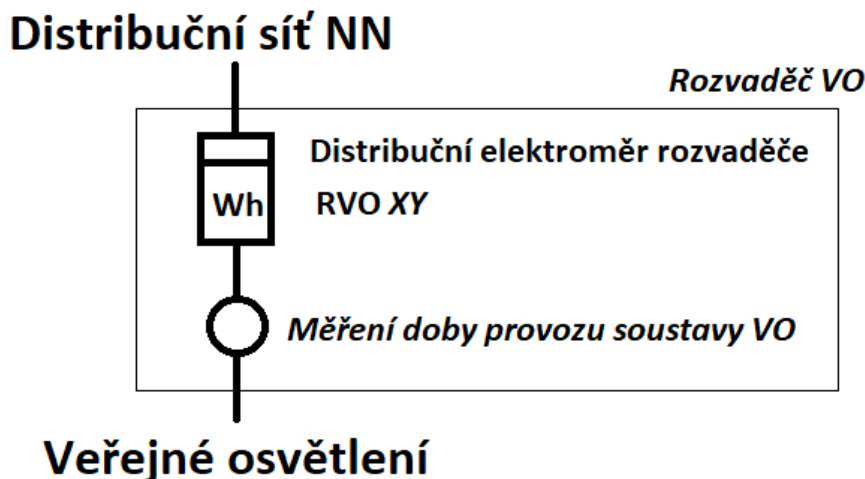 Distribuční síť NN
Rozvaděč VO
Distribuční elektroměr rozvaděče
Wh
RVO XY
Měření doby provozu soustavy VO
Veřejné osvětlení